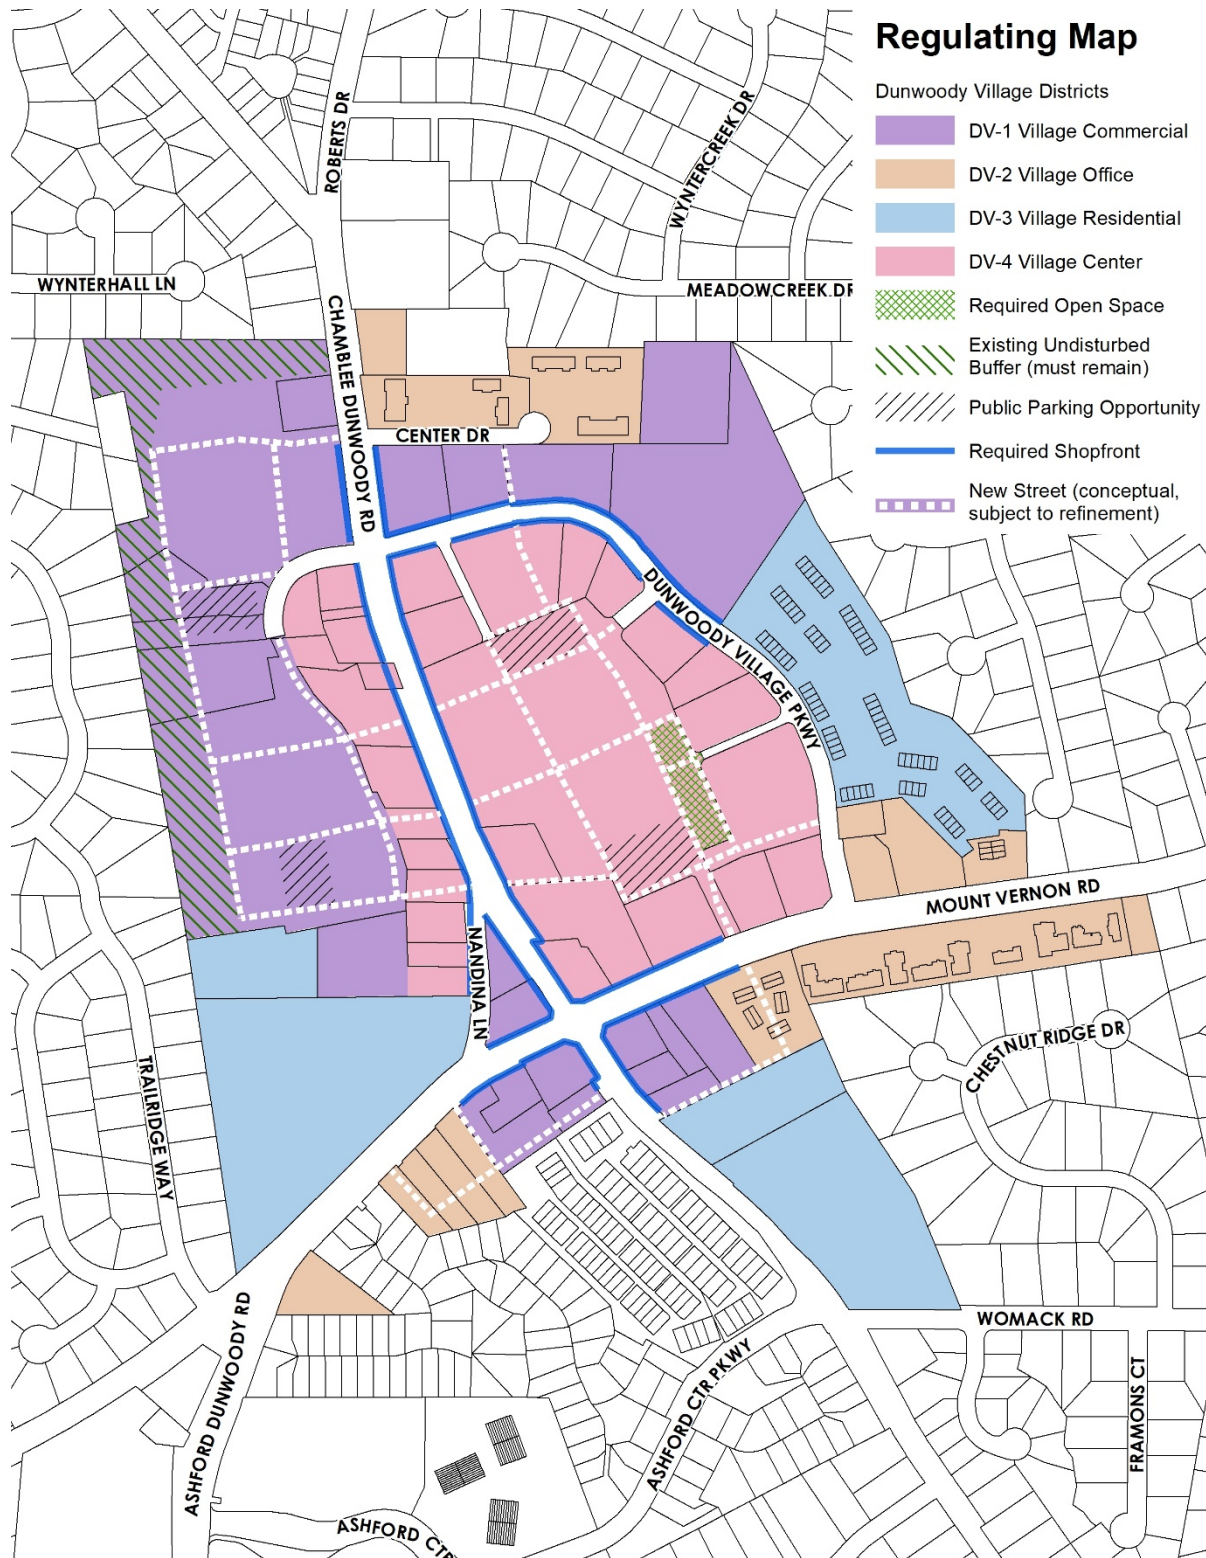 Regulating Map
Dunwoody Village Districts
DV-1 Village Commercial
DV-2 Village Office
DV-3 Village Residential
DV-4 Village Center
Required Open Space
Existing Undisturbed
Buffer (must remain)
Public Parking Opportunity
Required Shopfront
New Street (conceptual,
subject to refinement)
ROBERTS DR
WYNTERCREEK DR
WYNTERHALL LN
MEADOWCREEK DR
CHAMBLEE DUNWOODY RD
CENTER DR
DUNWOODY VILLAGE PKWY
MOUNT VERNON RD
NANDINA LN
CHESTNUT RIDGE DR
TRAILRIDGE WAY
WOMACK RD
ASHFORD DUNWOODY RD
ASHFORD CTR PKWY
FRAMONS CT
ASHFORD CTR